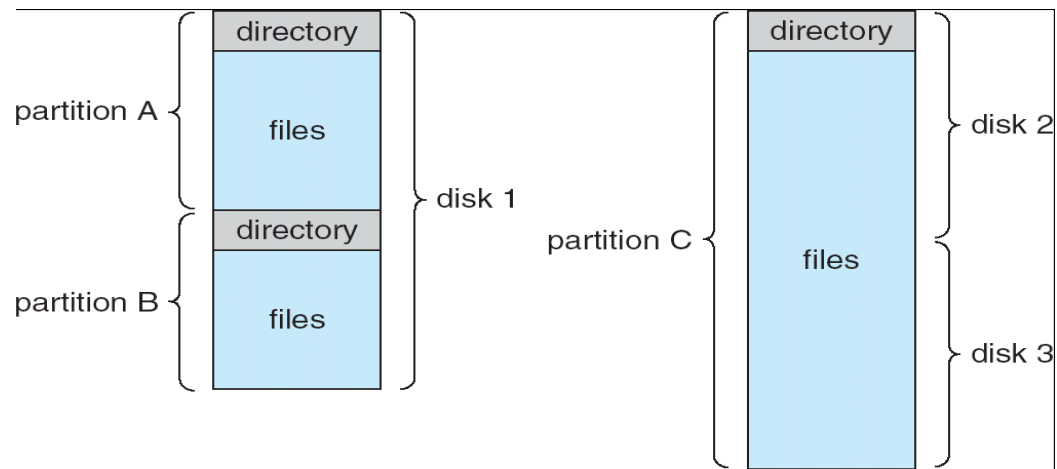 directory
partition A
files
disk 1
directory
partition B
files
directory
disk 2
partition C
files
disk 3